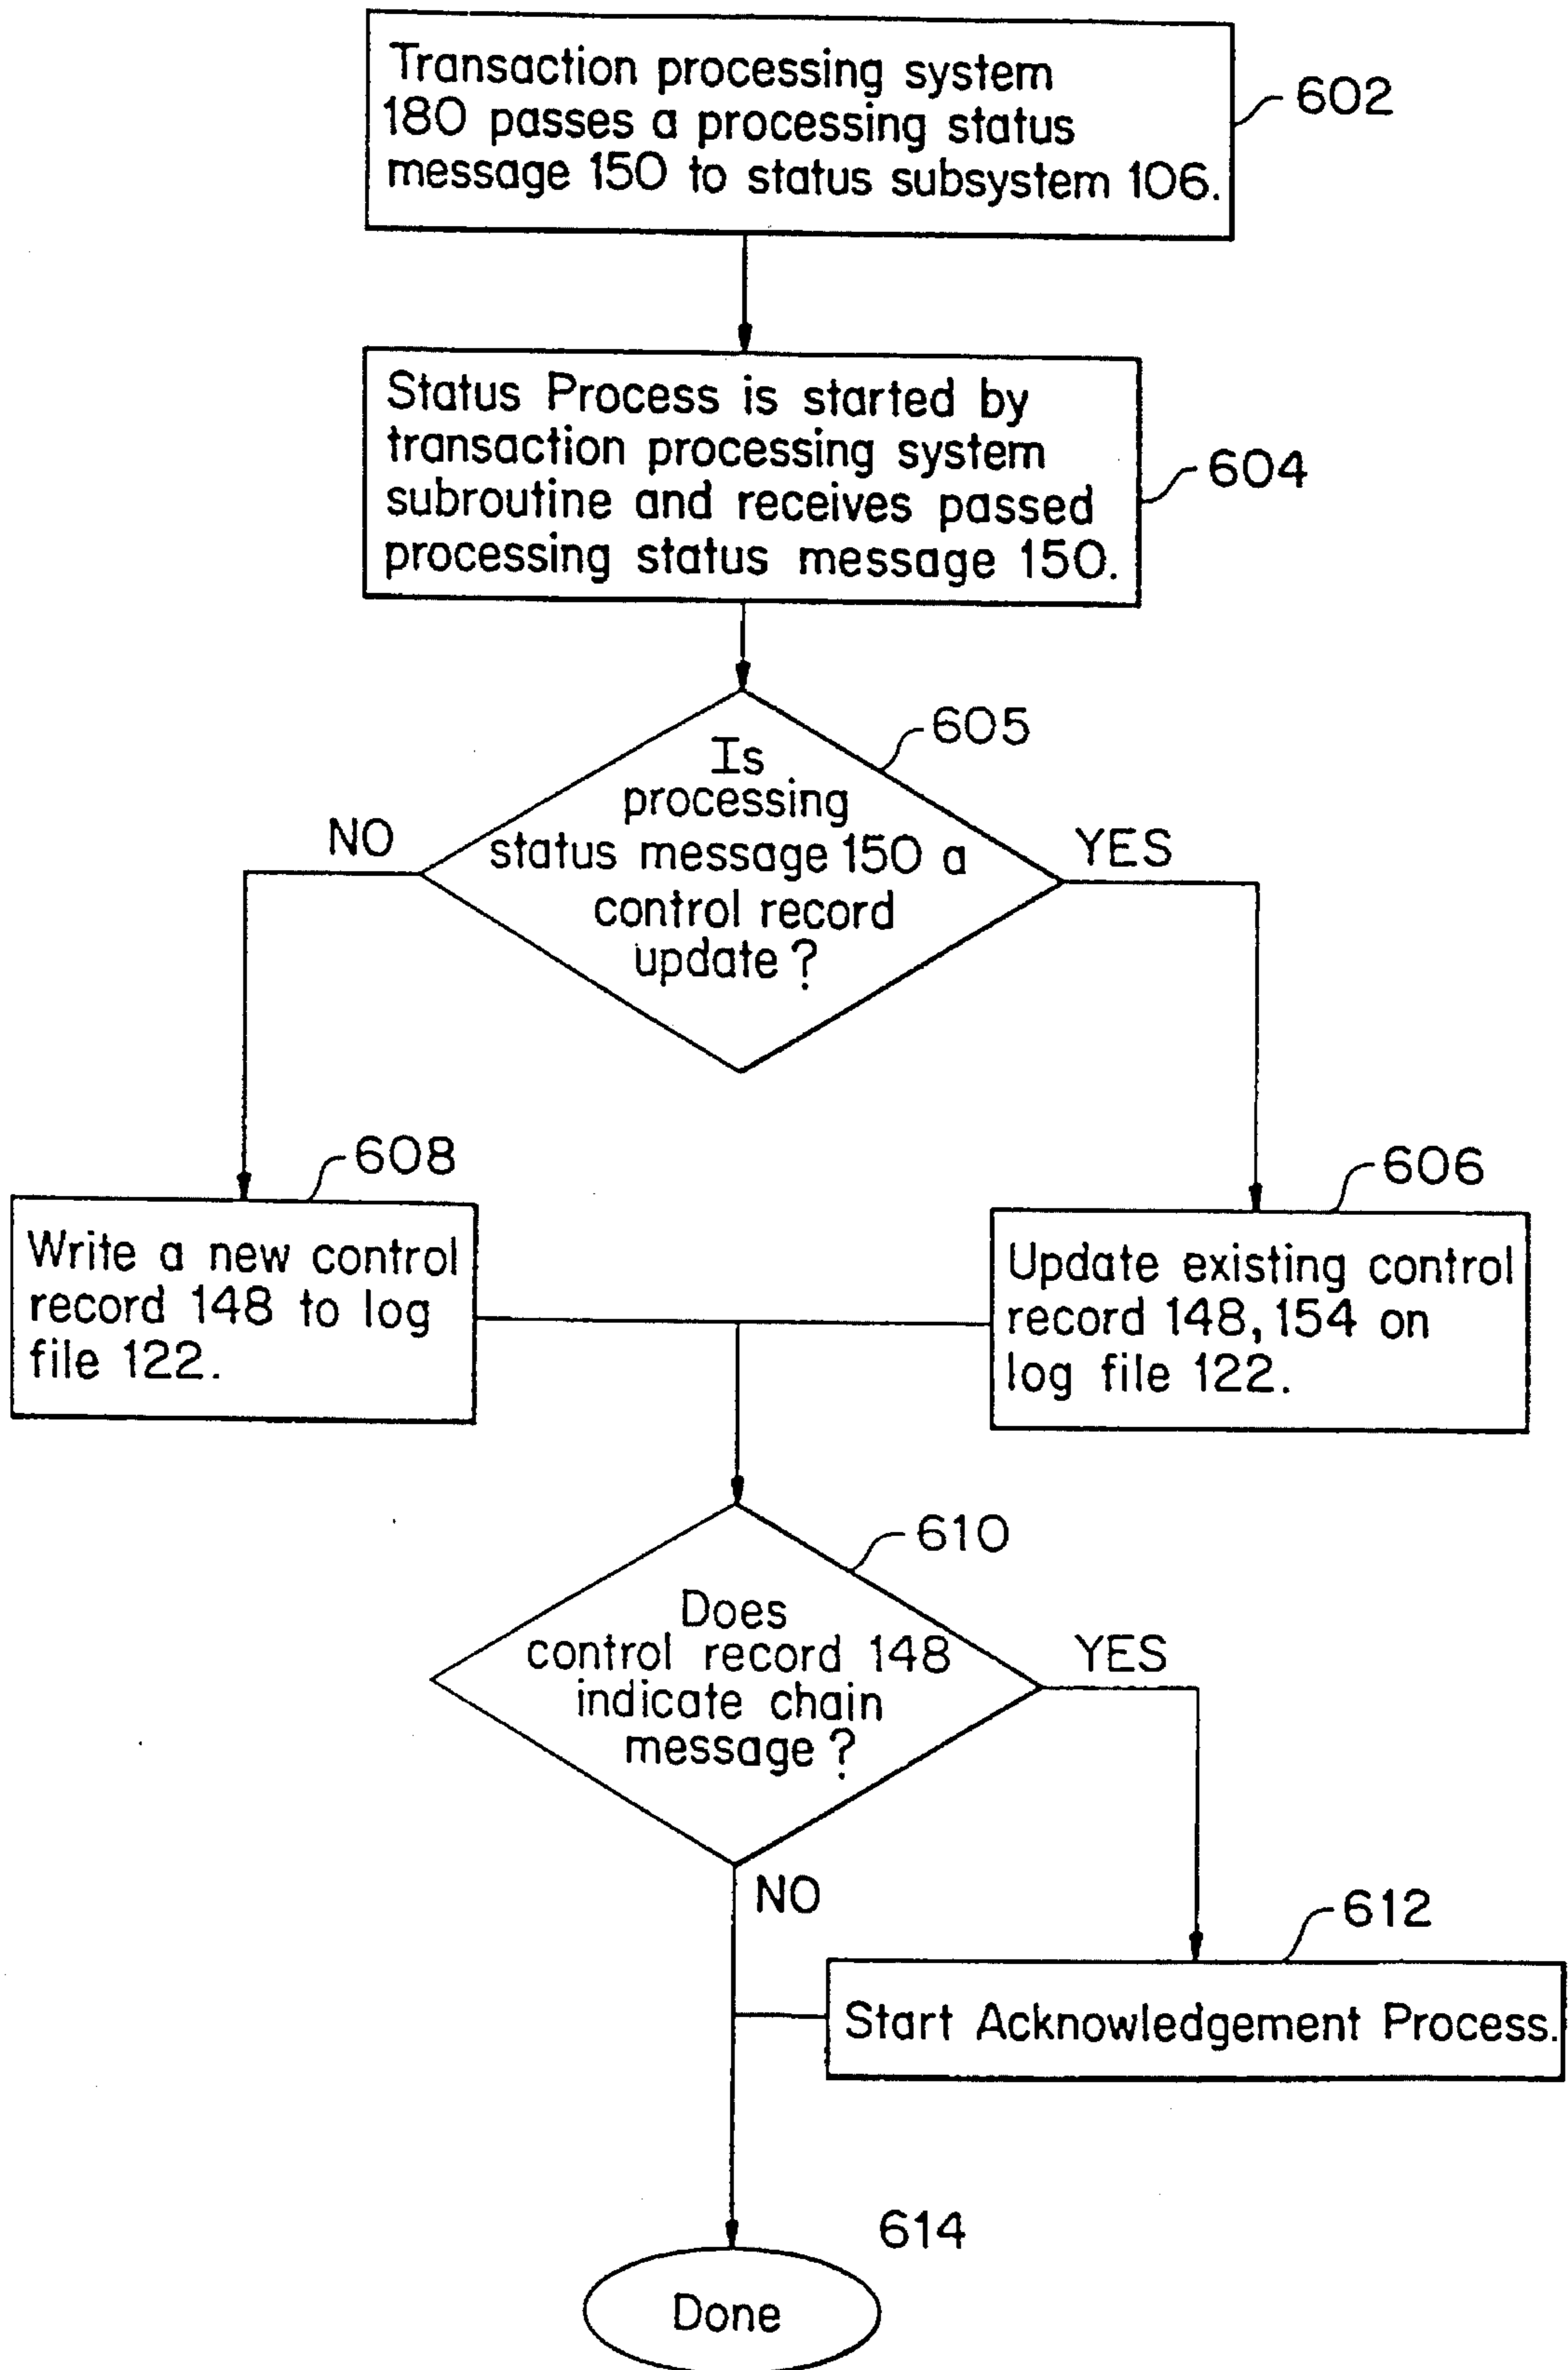 Transaction processing system
180 passes a processing status
message 150 to status subsystem 106.
602
Status Process is started by
transaction processing system
subroutine and receives passed
processing status message 150.
604
605
Is
processing
status message 150 a
control record
update?
NO
YES
608
Write a new control
record 148 to log
file 122.
606
Update existing control
record 148, 154 on
log file 122.
610
Does
control record 148
indicate chain
message?
YES
NO
612
Start Acknowledgement Process.
614
Done